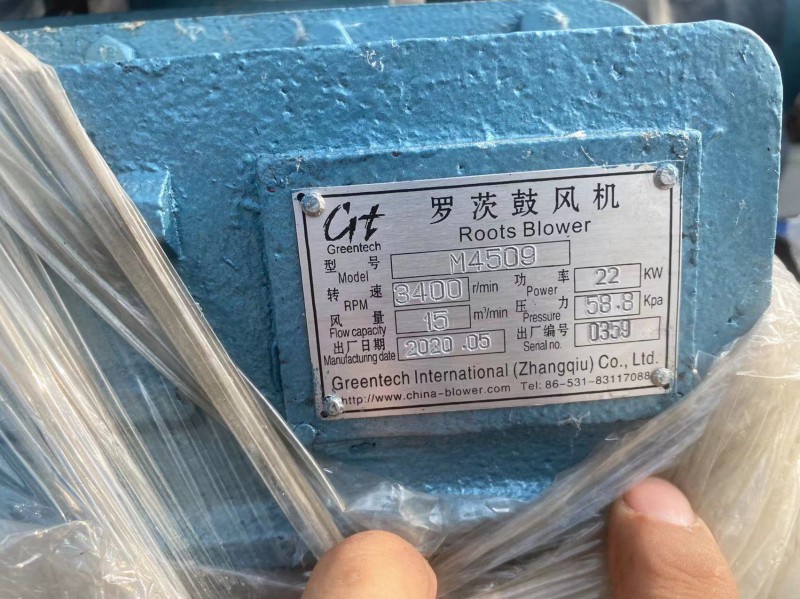 Gt 罗茨鼓风机
Greentech Roots Blower
型号 Model M4509
转速 RPM 3400 r/min 功率 Power 22 KW
风量 Flow capacity 15 m³/min 压力 Pressure 58.8 Kpa
出厂日期 Manufacturing date 2020.05 出厂编号 Serial no. 0359
Greentech International (Zhangqiu) Co., Ltd.
http://www.china-blower.com Tel: 86-531-83117088